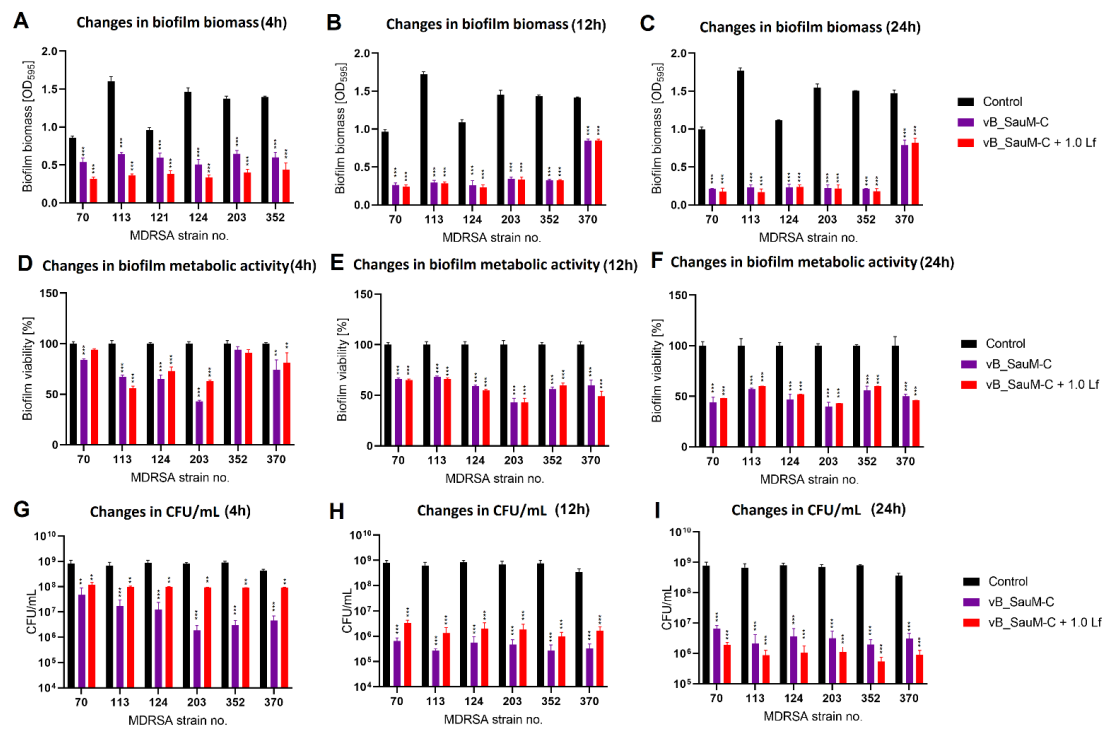 A Changes in biofilm biomass (4h)
B Changes in biofilm biomass (12h)
C Changes in biofilm biomass (24h)
Biofilm biomass [OD595]
2.0
1.5
1.0
0.5
0.0
*** *** *** *** *** *** *** *** *** *** *** ***
70 113 121 124 203 352
MDRSA strain no.
Biofilm biomass [OD595]
2.0
1.5
1.0
0.5
0.0
*** *** *** *** *** *** *** *** *** *** *** *** *** ***
70 113 124 203 352 370
MDRSA strain no.
Biofilm biomass [OD595]
2.0
1.5
1.0
0.5
0.0
*** *** *** *** *** *** *** *** *** *** *** ***
70 113 124 203 352 370
MDRSA strain no.
Control
vB_SauM-C
vB_SauM-C + 1.0 Lf
D Changes in biofilm metabolic activity (4h)
E Changes in biofilm metabolic activity (12h)
F Changes in biofilm metabolic activity (24h)
Biofilm viability [%]
150
100
50
0
*** *** *** *** *** *** *** ** **
70 113 124 203 352 370
MDRSA strain no.
Biofilm viability [%]
150
100
50
0
*** *** *** *** *** *** *** *** *** *** *** ***
70 113 124 203 352 370
MDRSA strain no.
Biofilm viability [%]
150
100
50
0
*** *** *** *** *** *** *** *** *** *** *** ***
70 113 124 203 352 370
MDRSA strain no.
Control
vB_SauM-C
vB_SauM-C + 1.0 Lf
G Changes in CFU/mL (4h)
H Changes in CFU/mL (12h)
I Changes in CFU/mL (24h)
CFU/mL
10¹⁰
10⁹
10⁸
10⁷
10⁶
10⁵
10⁴
** ** *** ** *** ** *** ** *** ** *** **
70 113 124 203 352 370
MDRSA strain no.
CFU/mL
10¹⁰
10⁹
10⁸
10⁷
10⁶
10⁵
10⁴
*** *** *** *** *** *** *** *** *** *** *** ***
70 113 124 203 352 370
MDRSA strain no.
CFU/mL
10¹⁰
10⁹
10⁸
10⁷
10⁶
10⁵
*** *** *** *** *** *** *** *** *** *** *** ***
70 113 124 203 352 370
MDRSA strain no.
Control
vB_SauM-C
vB_SauM-C + 1.0 Lf